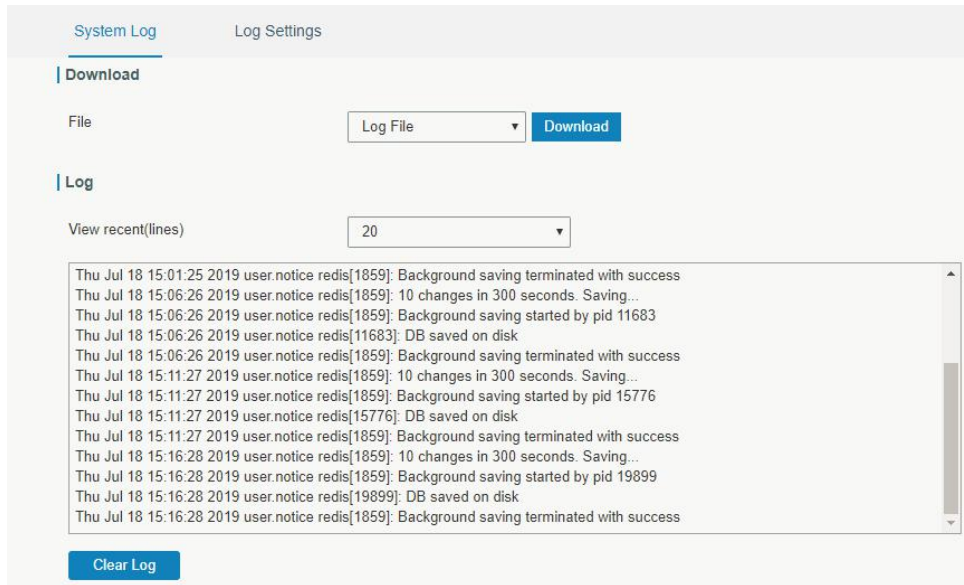 System Log Log Settings
Download
File Log File Download
Log
View recent(lines) 20
Thu Jul 18 15:01:25 2019 user.notice redis[1859]: Background saving terminated with success
Thu Jul 18 15:06:26 2019 user.notice redis[1859]: 10 changes in 300 seconds. Saving...
Thu Jul 18 15:06:26 2019 user.notice redis[1859]: Background saving started by pid 11683
Thu Jul 18 15:06:26 2019 user.notice redis[11683]: DB saved on disk
Thu Jul 18 15:06:26 2019 user.notice redis[1859]: Background saving terminated with success
Thu Jul 18 15:11:27 2019 user.notice redis[1859]: 10 changes in 300 seconds. Saving...
Thu Jul 18 15:11:27 2019 user.notice redis[1859]: Background saving started by pid 15776
Thu Jul 18 15:11:27 2019 user.notice redis[15776]: DB saved on disk
Thu Jul 18 15:11:27 2019 user.notice redis[1859]: Background saving terminated with success
Thu Jul 18 15:16:28 2019 user.notice redis[1859]: 10 changes in 300 seconds. Saving...
Thu Jul 18 15:16:28 2019 user.notice redis[1859]: Background saving started by pid 19899
Thu Jul 18 15:16:28 2019 user.notice redis[19899]: DB saved on disk
Thu Jul 18 15:16:28 2019 user.notice redis[1859]: Background saving terminated with success
Clear Log